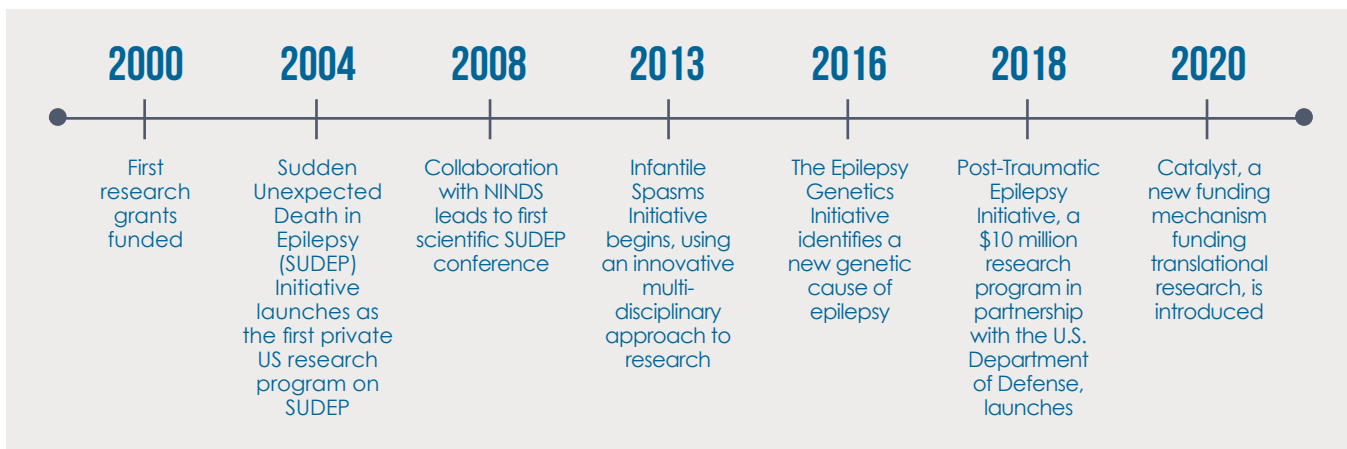 2000
First
research
grants
funded
2004
Sudden
Unexpected
Death in
Epilepsy
(SUDEP)
Initiative
launches as
the first private
US research
program on
SUDEP
2008
Collaboration
with NINDS
leads to first
scientific SUDEP
conference
2013
Infantile
Spasms
Initiative
begins, using
an innovative
multi-
disciplinary
approach to
research
2016
The Epilepsy
Genetics
Initiative
identifies a
new genetic
cause of
epilepsy
2018
Post-Traumatic
Epilepsy
Initiative, a
$10 million
research
program in
partnership
with the U.S.
Department
of Defense,
launches
2020
Catalyst, a
new funding
mechanism
funding
translational
research, is
introduced